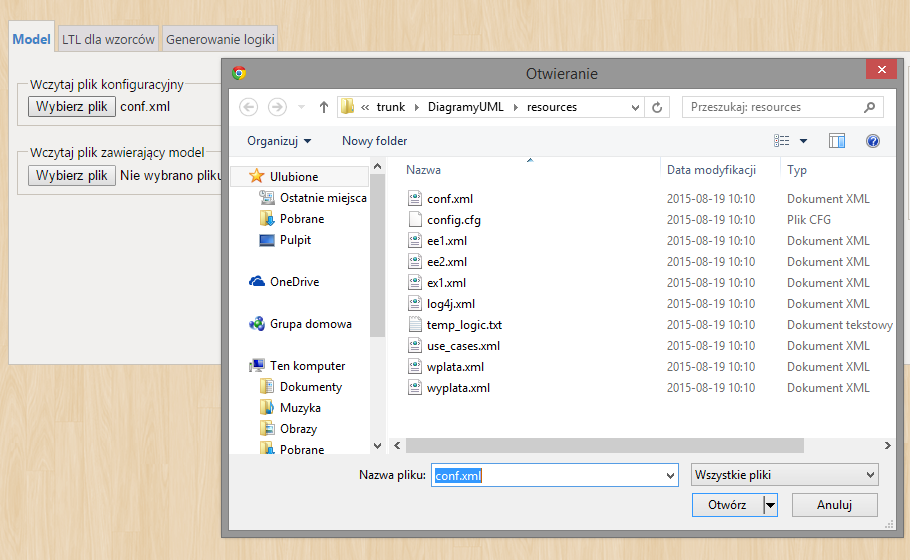 Model LTL dla wzorców Generowanie logiki
Wczytaj plik konfiguracyjny
Wybierz plik conf.xml
Wczytaj plik zawierający model
Wybierz plik Nie wybrano pliku
Otwieranie
« trunk DiagramyUML resources
Przeszukaj: resources
Organizuj Nowy folder
Ulubione
Ostatnie miejsca
Pobrane
Pulpit
OneDrive
Grupa domowa
Ten komputer
Dokumenty
Muzyka
Obrazy
Pobrane
Nazwa Data modyfikacji Typ
conf.xml 2015-08-19 10:10 Dokument XML
config.cfg 2015-08-19 10:10 Plik CFG
ee1.xml 2015-08-19 10:10 Dokument XML
ee2.xml 2015-08-19 10:10 Dokument XML
ex1.xml 2015-08-19 10:10 Dokument XML
log4j.xml 2015-08-19 10:10 Dokument XML
temp_logic.txt 2015-08-19 10:10 Dokument tekstowy
use_cases.xml 2015-08-19 10:10 Dokument XML
wplata.xml 2015-08-19 10:10 Dokument XML
wyplata.xml 2015-08-19 10:10 Dokument XML
Nazwa pliku: conf.xml Wszystkie pliki
Otwórz Anuluj